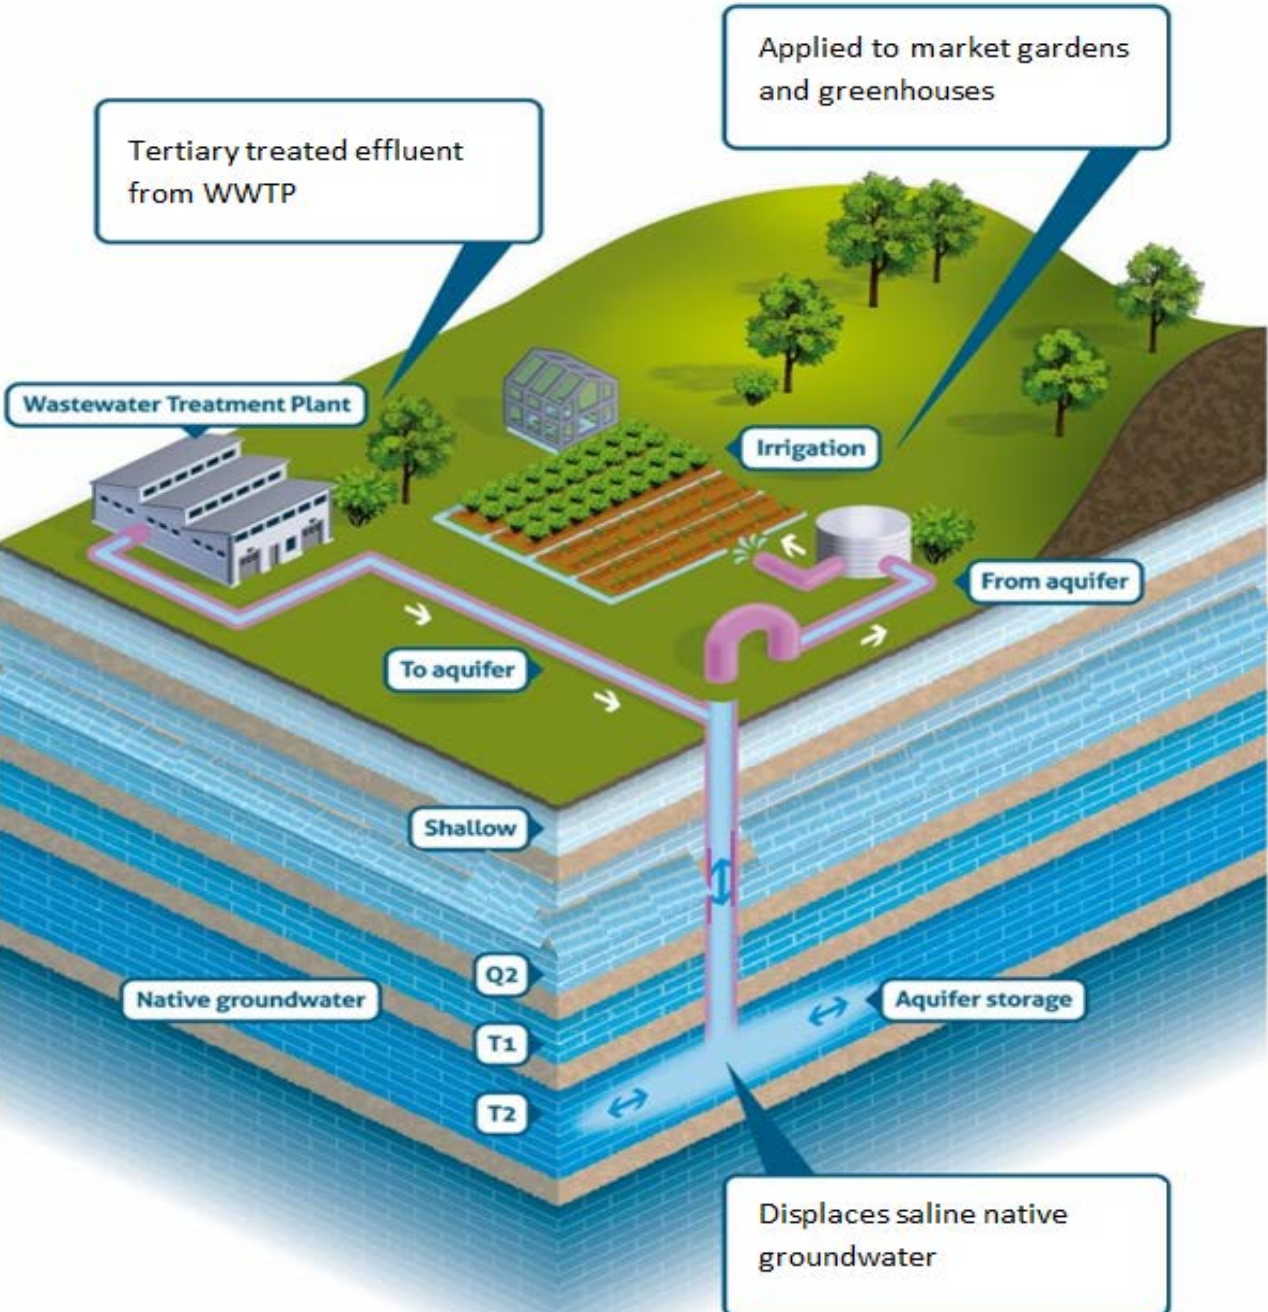 Applied to market gardens
and greenhouses
Tertiary treated effluent
from WWTP
Wastewater Treatment Plant
Irrigation
From aquifer
To aquifer
Shallow
Q2
Native groundwater
Aquifer storage
T1
T2
Displaces saline native
groundwater